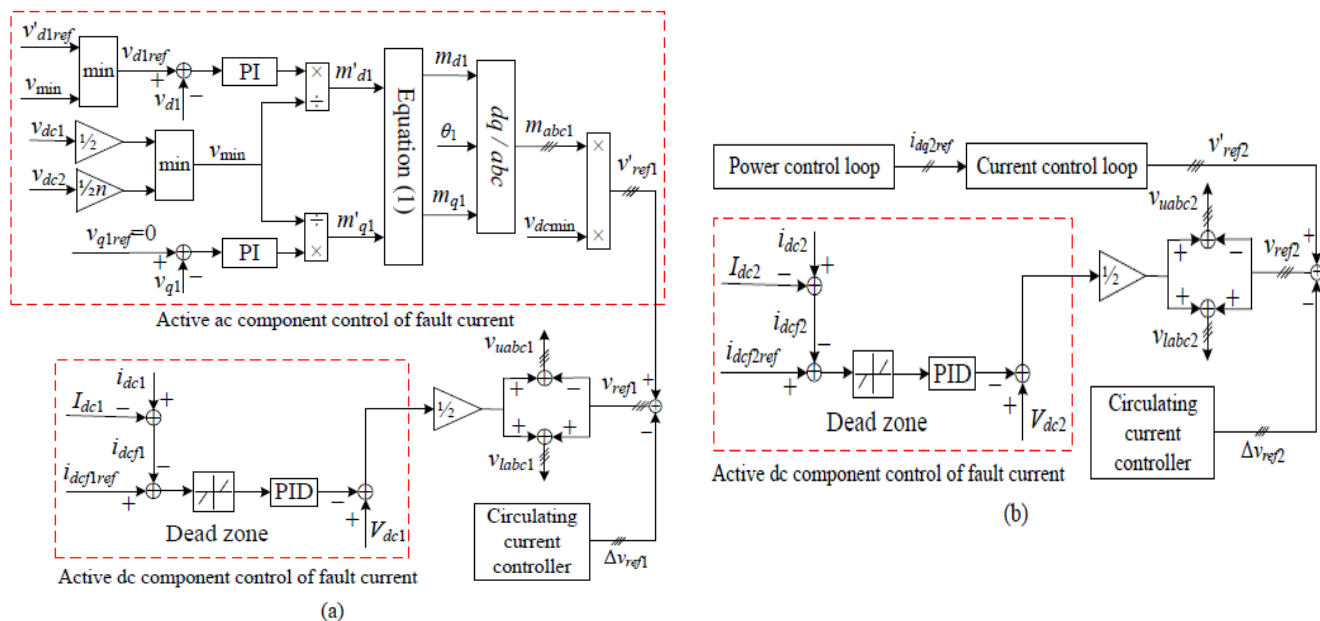 v'd1ref
vmin
min
vd1ref
+
−
vd1
PI
×
÷
m'd1
vdc1
½
vdc2
½n
min
vmin
vq1ref=0
+
−
vq1
PI
÷
×
m'q1
Equation (1)
md1
θ1
mq1
dq / abc
mabc1
vdcmin
×
×
v'ref1
Active ac component control of fault current
idc1
+
Idc1
−
idcf1
−
idcf1ref
+
Dead zone
PID
−
+
Vdc1
Active dc component control of fault current
½
vuabc1
+
−
+
+
vlabc1
vref1
+
−
Circulating
current
controller
Δvref1
(a)
Power control loop
idq2ref
Current control loop
v'ref2
idc2
+
Idc2
−
idcf2
−
idcf2ref
+
Dead zone
PID
−
+
Vdc2
Active dc component control of fault current
½
vuabc2
+
−
+
+
vlabc2
vref2
+
−
Circulating
current
controller
Δvref2
(b)